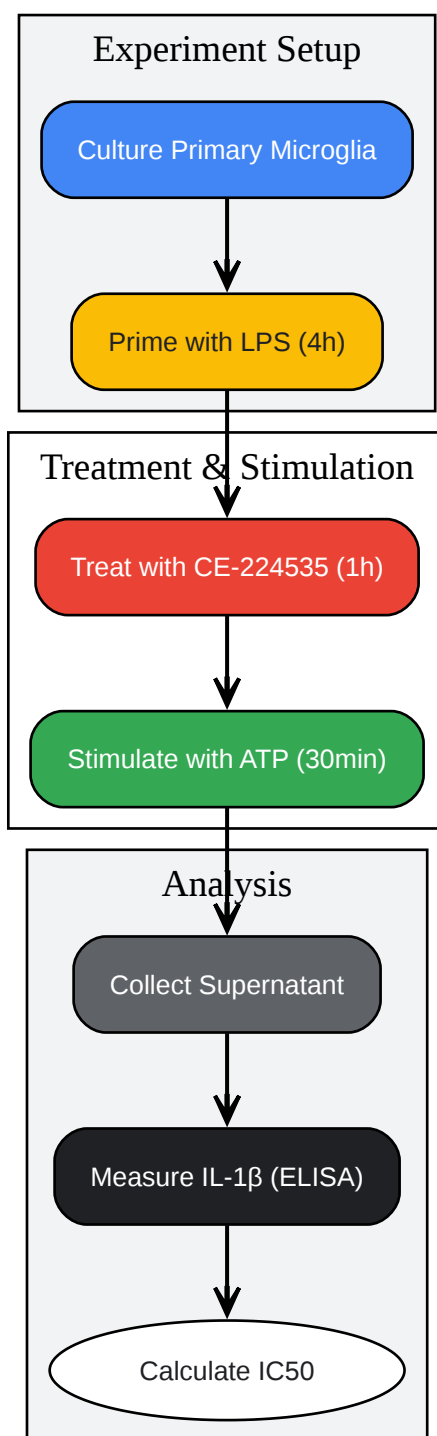 Experiment Setup
Culture Primary Microglia
Prime with LPS (4h)
Treatment & Stimulation
Treat with CE-224535 (1h)
Stimulate with ATP (30min)
Analysis
Collect Supernatant
Measure IL-1β (ELISA)
Calculate IC50